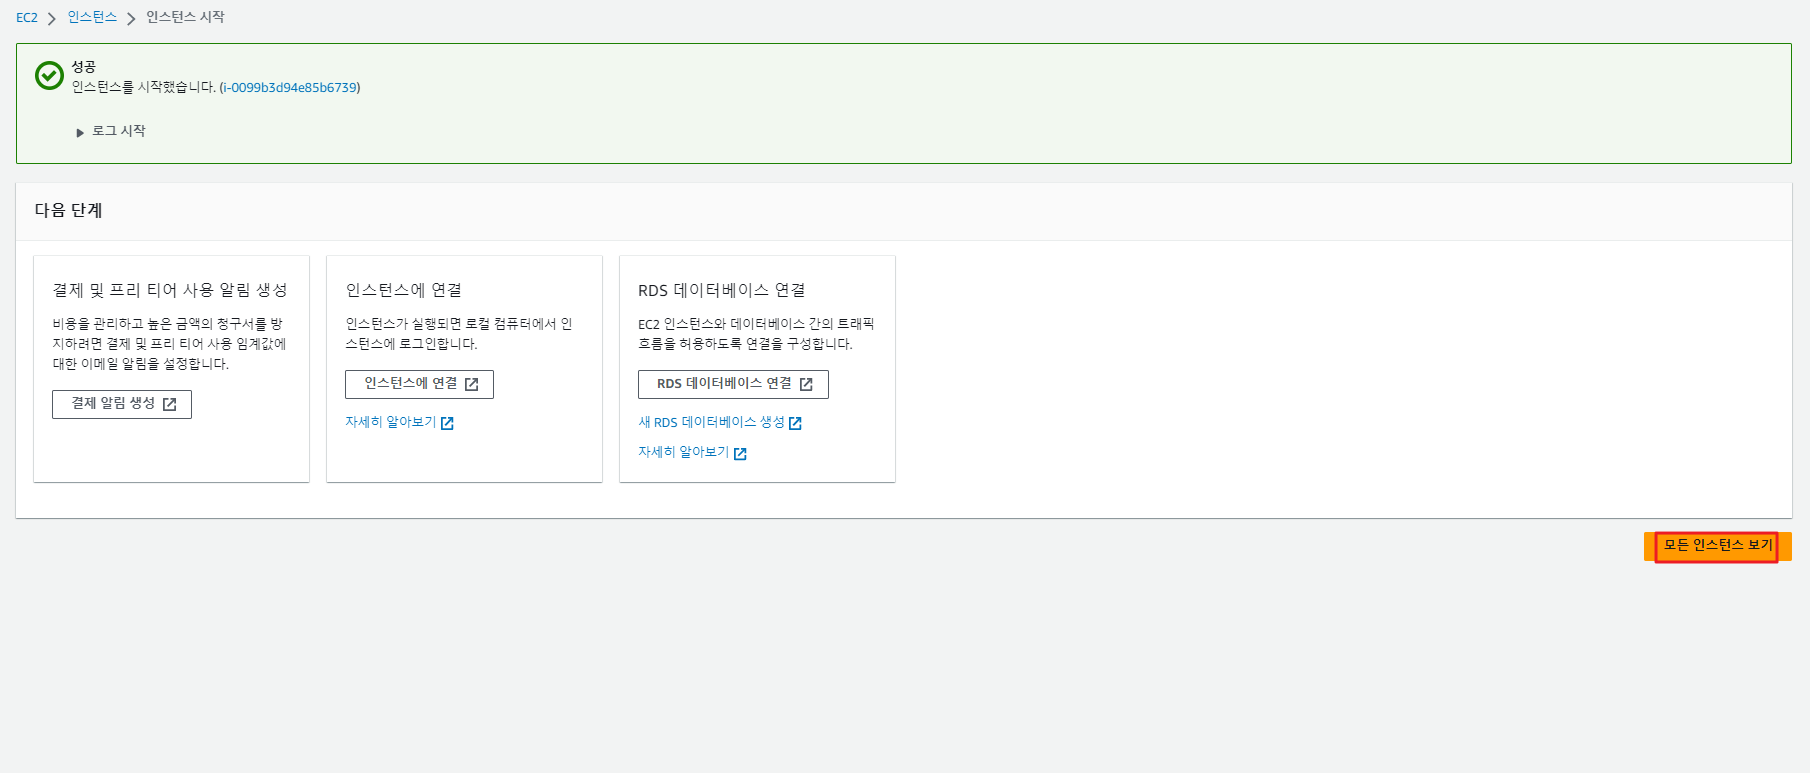 EC2 > 인스턴스 > 인스턴스 시작
성공
인스턴스를 시작했습니다. (i-0099b3d94e85b6739)
로그 시작
다음 단계
결제 및 프리 티어 사용 알림 생성
비용을 관리하고 높은 금액의 청구서를 방
지하려면 결제 및 프리 티어 사용 임계값에
대한 이메일 알림을 설정합니다.
결제 알림 생성
인스턴스에 연결
인스턴스가 실행되면 로컬 컴퓨터에서 인
스턴스에 로그인합니다.
인스턴스에 연결
자세히 알아보기
RDS 데이터베이스 연결
EC2 인스턴스와 데이터베이스 간의 트래픽
흐름을 허용하도록 연결을 구성합니다.
RDS 데이터베이스 연결
새 RDS 데이터베이스 생성
자세히 알아보기
모든 인스턴스 보기